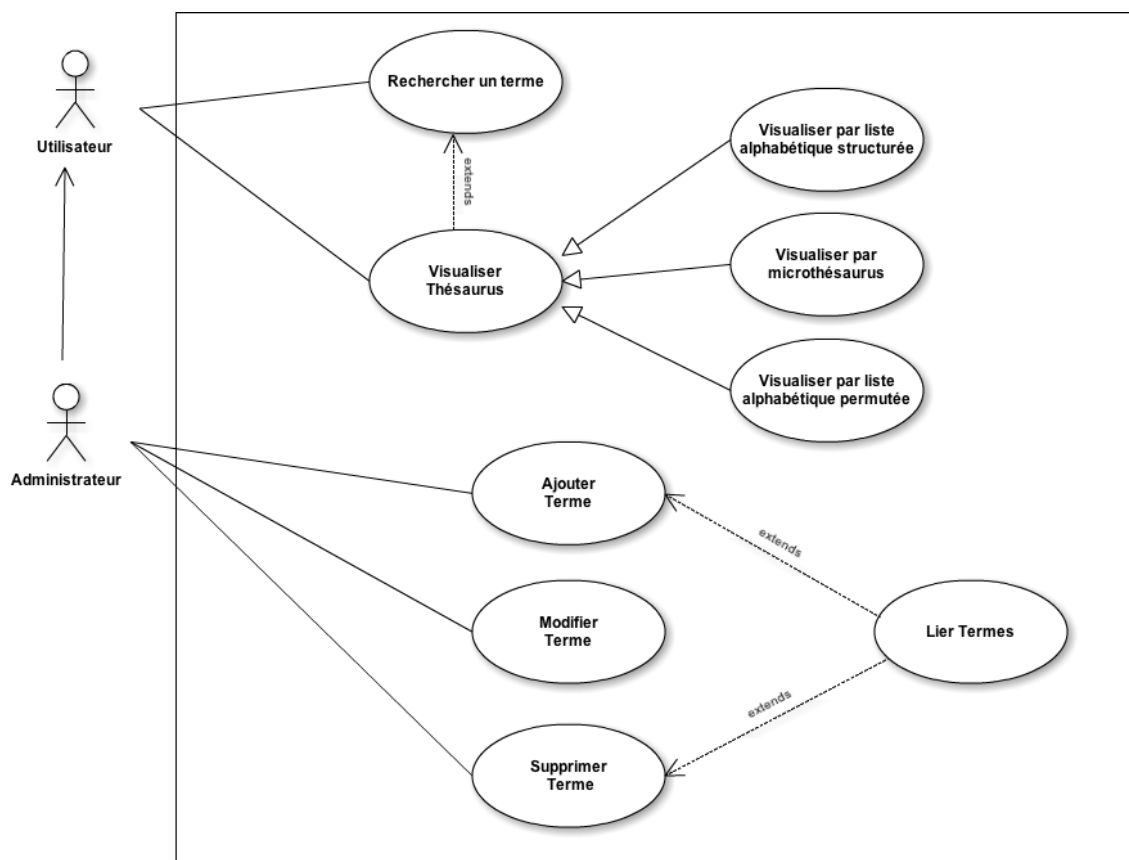 Utilisateur
Rechercher un terme
extends
Visualiser
Thésaurus
Visualiser par liste
alphabétique structurée
Visualiser par
microthésaurus
Visualiser par liste
alphabétique permutée
Administrateur
Ajouter
Terme
extends
Modifier
Terme
Lier Termes
extends
Supprimer
Terme